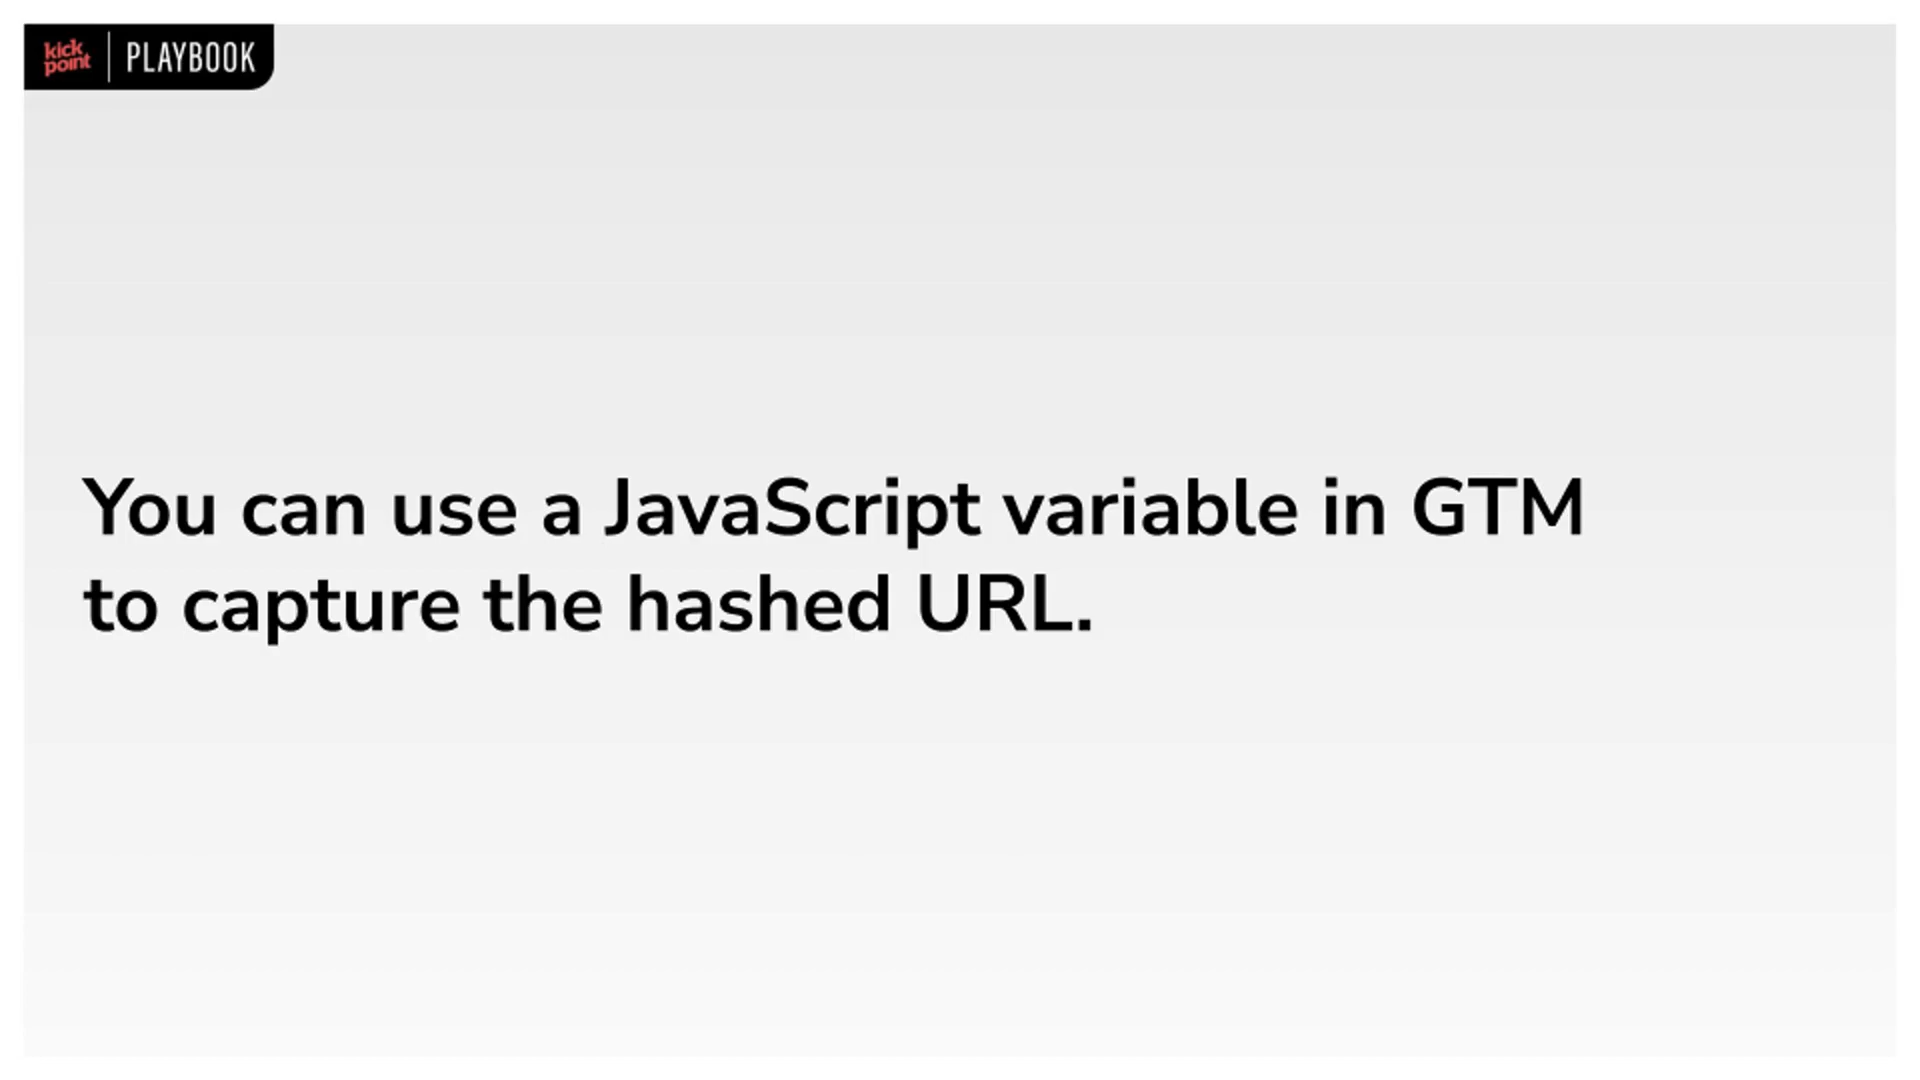 kick
point
PLAYBOOK
You can use a JavaScript variable in GTM
to capture the hashed URL.